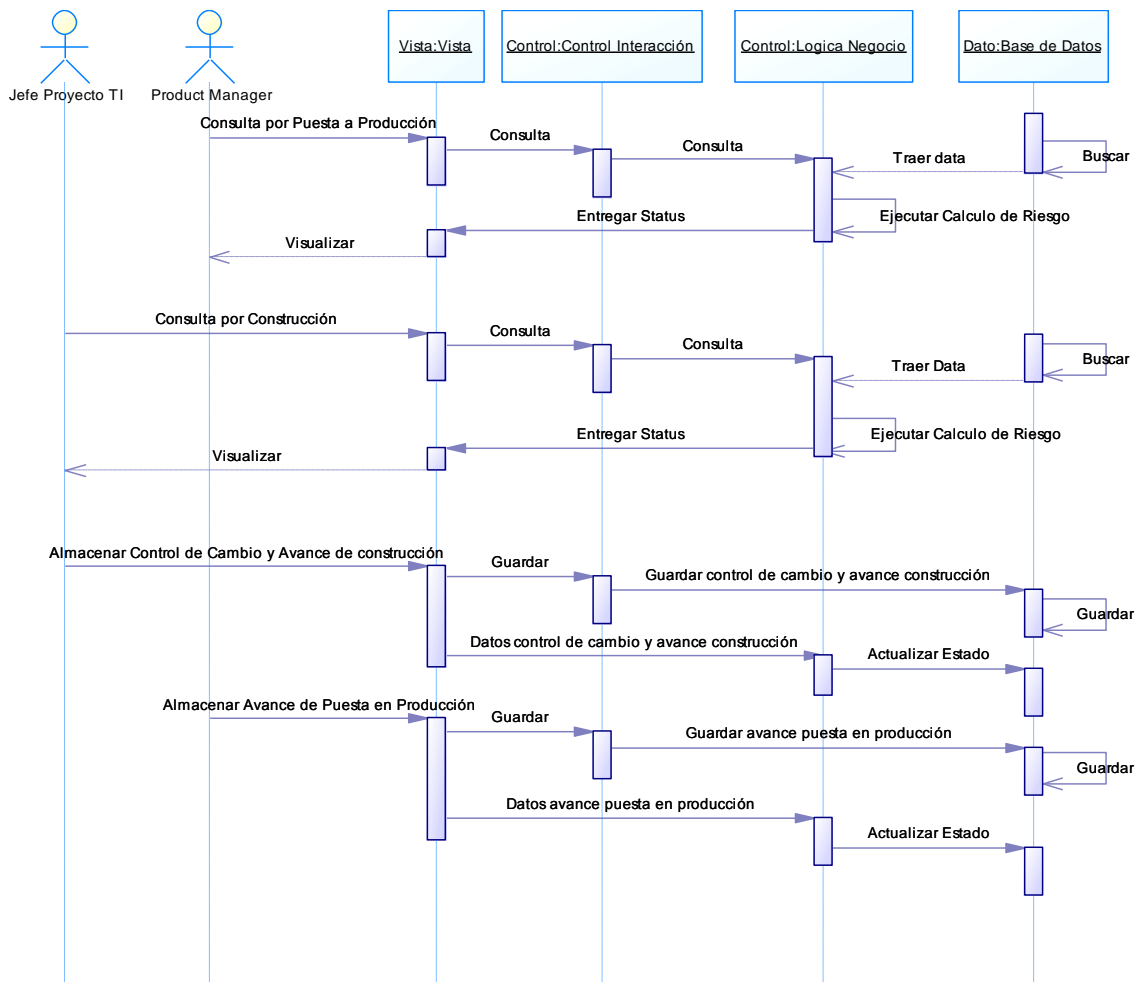 Vista:Vista
Control:Control Interacción
Control:Logica Negocio
Dato:Base de Datos
Jefe Proyecto TI
Product Manager
Consulta por Puesta a Producción
Consulta
Consulta
Traer data
Buscar
Entregar Status
Ejecutar Calculo de Riesgo
Visualizar
Consulta por Construcción
Consulta
Consulta
Traer Data
Buscar
Entregar Status
Ejecutar Calculo de Riesgo
Visualizar
Almacenar Control de Cambio y Avance de construcción
Guardar
Guardar control de cambio y avance construcción
Guardar
Datos control de cambio y avance construcción
Actualizar Estado
Almacenar Avance de Puesta en Producción
Guardar
Guardar avance puesta en producción
Guardar
Datos avance puesta en producción
Actualizar Estado